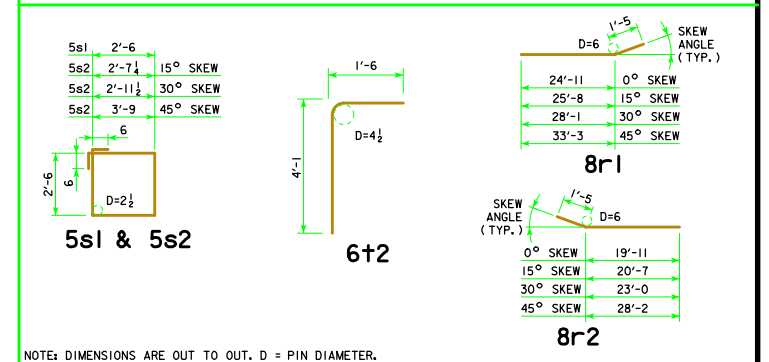 5s1 2'-6
5s2 2'-7¼ 15° SKEW
5s2 2'-11½ 30° SKEW
5s2 3'-9 45° SKEW
6
2'-6
6
D=2½
5s1 & 5s2
1'-6
4'-1
D=4½
6t2
1'-5
D=6
SKEW
ANGLE
(TYP.)
24'-11 0° SKEW
25'-8 15° SKEW
28'-1 30° SKEW
33'-3 45° SKEW
8r1
1'-5
SKEW
ANGLE
(TYP.)
D=6
0° SKEW 19'-11
15° SKEW 20'-7
30° SKEW 23'-0
45° SKEW 28'-2
8r2
NOTE: DIMENSIONS ARE OUT TO OUT. D = PIN DIAMETER.